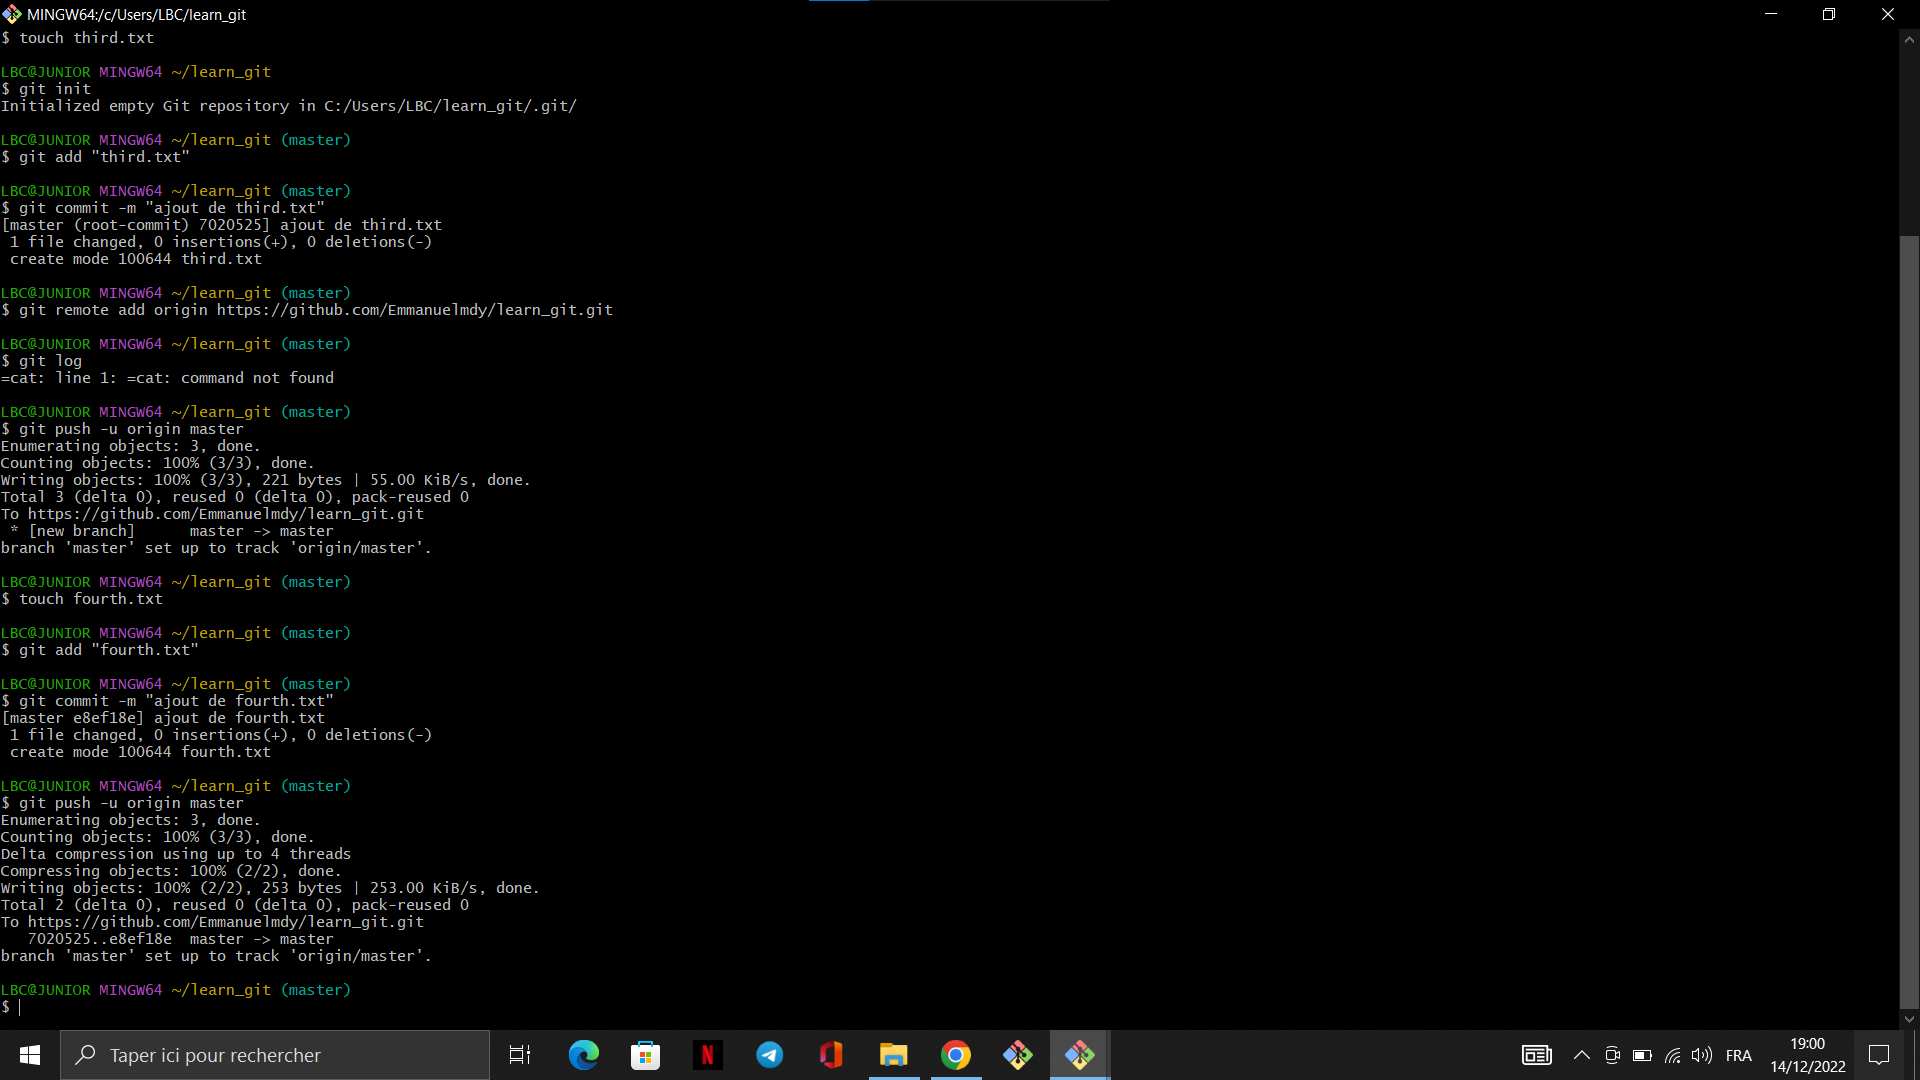 MINGW64:/c/Users/LBC/learn_git
$ touch third.txt
LBC@JUNIOR MINGW64 ~/learn_git
$ git init
Initialized empty Git repository in C:/Users/LBC/learn_git/.git/
LBC@JUNIOR MINGW64 ~/learn_git (master)
$ git add "third.txt"
LBC@JUNIOR MINGW64 ~/learn_git (master)
$ git commit -m "ajout de third.txt"
[master (root-commit) 7020525] ajout de third.txt
 1 file changed, 0 insertions(+), 0 deletions(-)
 create mode 100644 third.txt
LBC@JUNIOR MINGW64 ~/learn_git (master)
$ git remote add origin https://github.com/Emmanuelmdy/learn_git.git
LBC@JUNIOR MINGW64 ~/learn_git (master)
$ git log
=cat: line 1: =cat: command not found
LBC@JUNIOR MINGW64 ~/learn_git (master)
$ git push -u origin master
Enumerating objects: 3, done.
Counting objects: 100% (3/3), done.
Writing objects: 100% (3/3), 221 bytes | 55.00 KiB/s, done.
Total 3 (delta 0), reused 0 (delta 0), pack-reused 0
To https://github.com/Emmanuelmdy/learn_git.git
 * [new branch]      master -> master
branch 'master' set up to track 'origin/master'.
LBC@JUNIOR MINGW64 ~/learn_git (master)
$ touch fourth.txt
LBC@JUNIOR MINGW64 ~/learn_git (master)
$ git add "fourth.txt"
LBC@JUNIOR MINGW64 ~/learn_git (master)
$ git commit -m "ajout de fourth.txt"
[master e8ef18e] ajout de fourth.txt
 1 file changed, 0 insertions(+), 0 deletions(-)
 create mode 100644 fourth.txt
LBC@JUNIOR MINGW64 ~/learn_git (master)
$ git push -u origin master
Enumerating objects: 3, done.
Counting objects: 100% (3/3), done.
Delta compression using up to 4 threads
Compressing objects: 100% (2/2), done.
Writing objects: 100% (2/2), 253 bytes | 253.00 KiB/s, done.
Total 2 (delta 0), reused 0 (delta 0), pack-reused 0
To https://github.com/Emmanuelmdy/learn_git.git
   7020525..e8ef18e  master -> master
branch 'master' set up to track 'origin/master'.
LBC@JUNIOR MINGW64 ~/learn_git (master)
$
Taper ici pour rechercher
N
FRA
19:00
14/12/2022